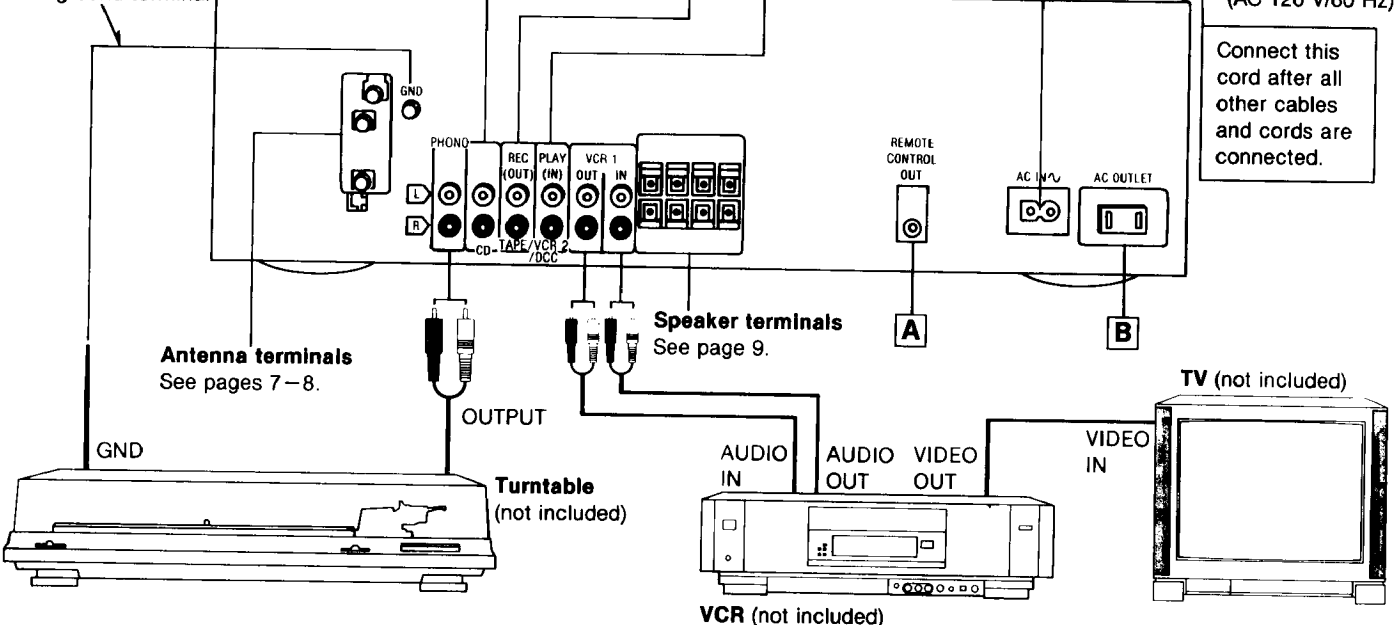 (AC 120 V/60 Hz)
Connect this
cord after all
other cables
and cords are
connected.
GND
PHONO
REC
(OUT)
PLAY
(IN)
VCR 1
OUT IN
L
R
CD
TAPE/VCR 2
/DCC
REMOTE
CONTROL
OUT
AC IN
AC OUTLET
A
B
Speaker terminals
See page 9.
Antenna terminals
See pages 7–8.
OUTPUT
GND
Turntable
(not included)
AUDIO
IN
AUDIO
OUT
VIDEO
OUT
VIDEO
IN
TV (not included)
VCR (not included)